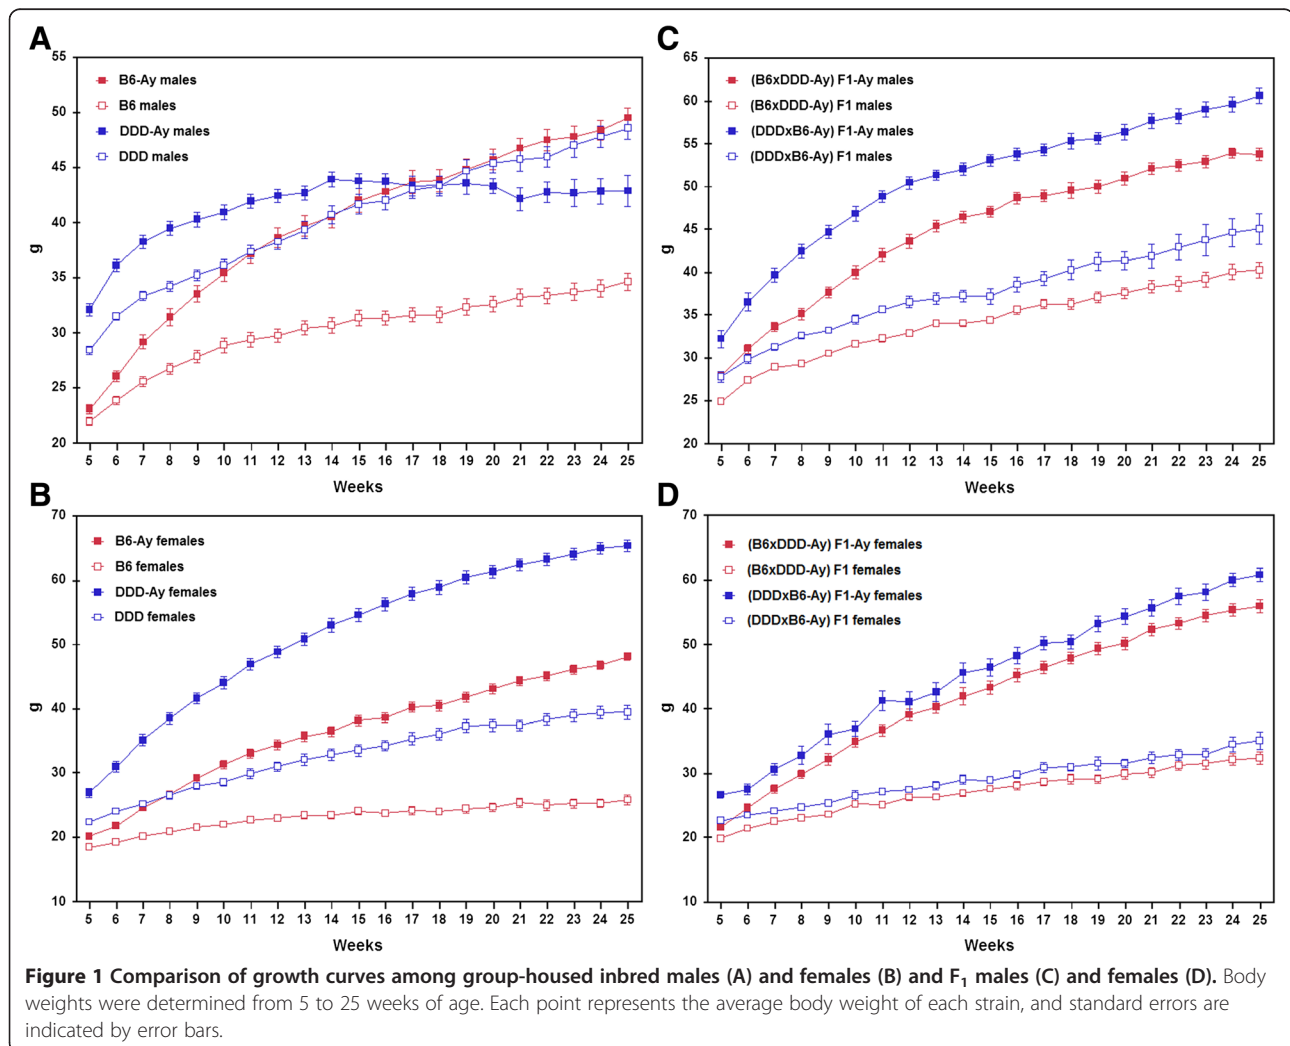 A
55
50
45
40
35
30
25
20
g
B6-Ay males
B6 males
DDD-Ay males
DDD males
5 6 7 8 9 10 11 12 13 14 15 16 17 18 19 20 21 22 23 24 25
Weeks
C
65
60
55
50
45
40
35
30
25
20
g
(B6xDDD-Ay) F1-Ay males
(B6xDDD-Ay) F1 males
(DDDxB6-Ay) F1-Ay males
(DDDxB6-Ay) F1 males
5 6 7 8 9 10 11 12 13 14 15 16 17 18 19 20 21 22 23 24 25
Weeks
B
70
60
50
40
30
20
10
g
B6-Ay females
B6 females
DDD-Ay females
DDD females
5 6 7 8 9 10 11 12 13 14 15 16 17 18 19 20 21 22 23 24 25
Weeks
D
70
60
50
40
30
20
10
g
(B6xDDD-Ay) F1-Ay females
(B6xDDD-Ay) F1 females
(DDDxB6-Ay) F1-Ay females
(DDDxB6-Ay) F1 females
5 6 7 8 9 10 11 12 13 14 15 16 17 18 19 20 21 22 23 24 25
Weeks
Figure 1 Comparison of growth curves among group-housed inbred males (A) and females (B) and F₁ males (C) and females (D). Body
weights were determined from 5 to 25 weeks of age. Each point represents the average body weight of each strain, and standard errors are
indicated by error bars.